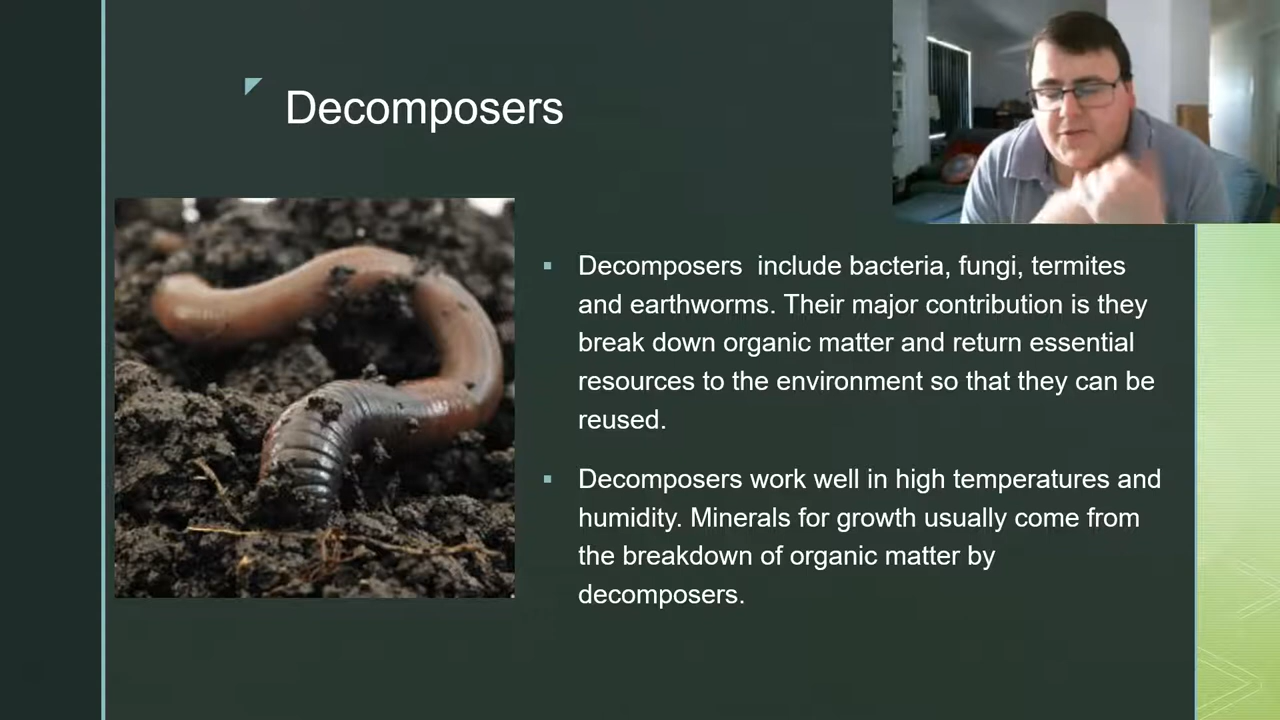 Decomposers
Decomposers  include bacteria, fungi, termites
and earthworms. Their major contribution is they
break down organic matter and return essential
resources to the environment so that they can be
reused.
Decomposers work well in high temperatures and
humidity. Minerals for growth usually come from
the breakdown of organic matter by
decomposers.